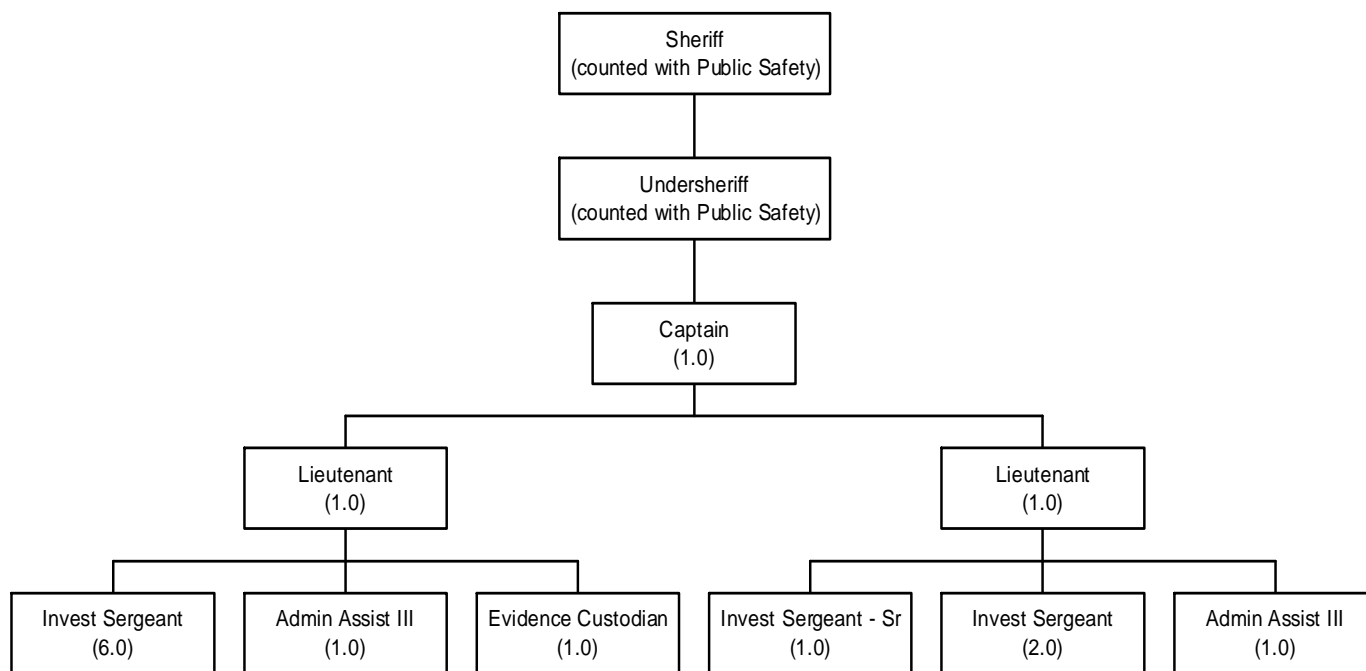 Sheriff
(counted with Public Safety)
Undersheriff
(counted with Public Safety)
Captain
(1.0)
Lieutenant
(1.0)
Lieutenant
(1.0)
Invest Sergeant
(6.0)
Admin Assist III
(1.0)
Evidence Custodian
(1.0)
Invest Sergeant - Sr
(1.0)
Invest Sergeant
(2.0)
Admin Assist III
(1.0)